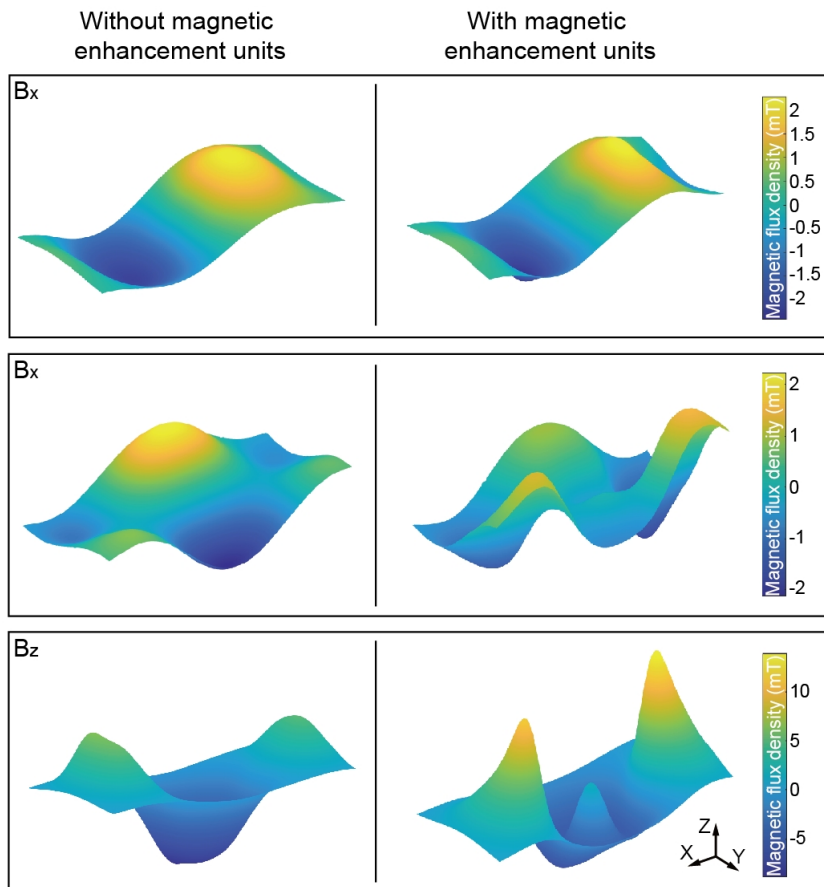 Without magnetic
enhancement units
With magnetic
enhancement units
Bx
Magnetic flux density (mT)
2
1.5
1
0.5
0
-0.5
-1
-1.5
-2
Bx
Magnetic flux density (mT)
2
1
0
-1
-2
Bz
Magnetic flux density (mT)
10
5
0
-5
Z
X
Y